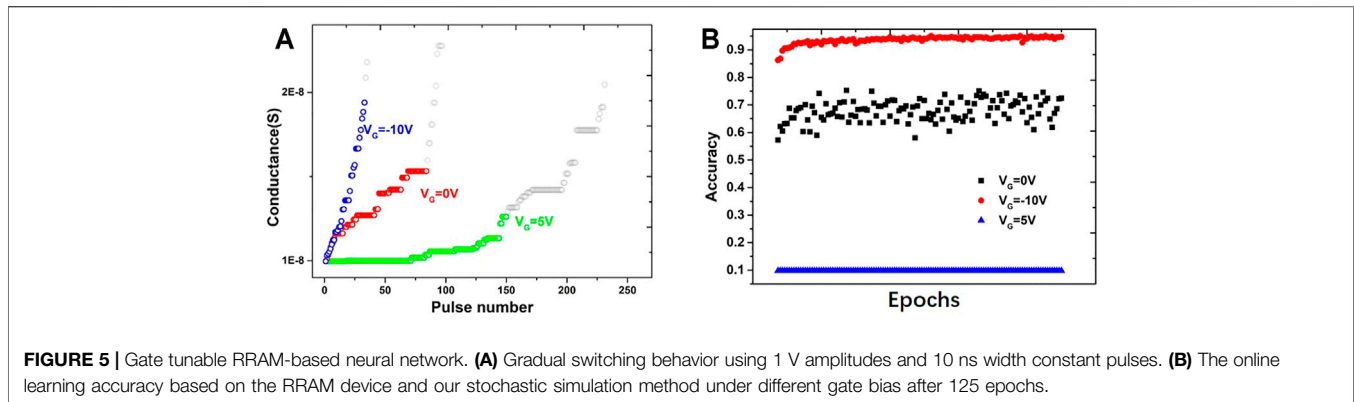 A
Conductance(S)
2E-8
1E-8
V_G=-10V
V_G=0V
V_G=5V
0 50 100 150 200 250
Pulse number
B
Accuracy
0.9
0.8
0.7
0.6
0.5
0.4
0.3
0.2
0.1
V_G=0V
V_G=-10V
V_G=5V
Epochs
FIGURE 5 | Gate tunable RRAM-based neural network. (A) Gradual switching behavior using 1 V amplitudes and 10 ns width constant pulses. (B) The online
learning accuracy based on the RRAM device and our stochastic simulation method under different gate bias after 125 epochs.